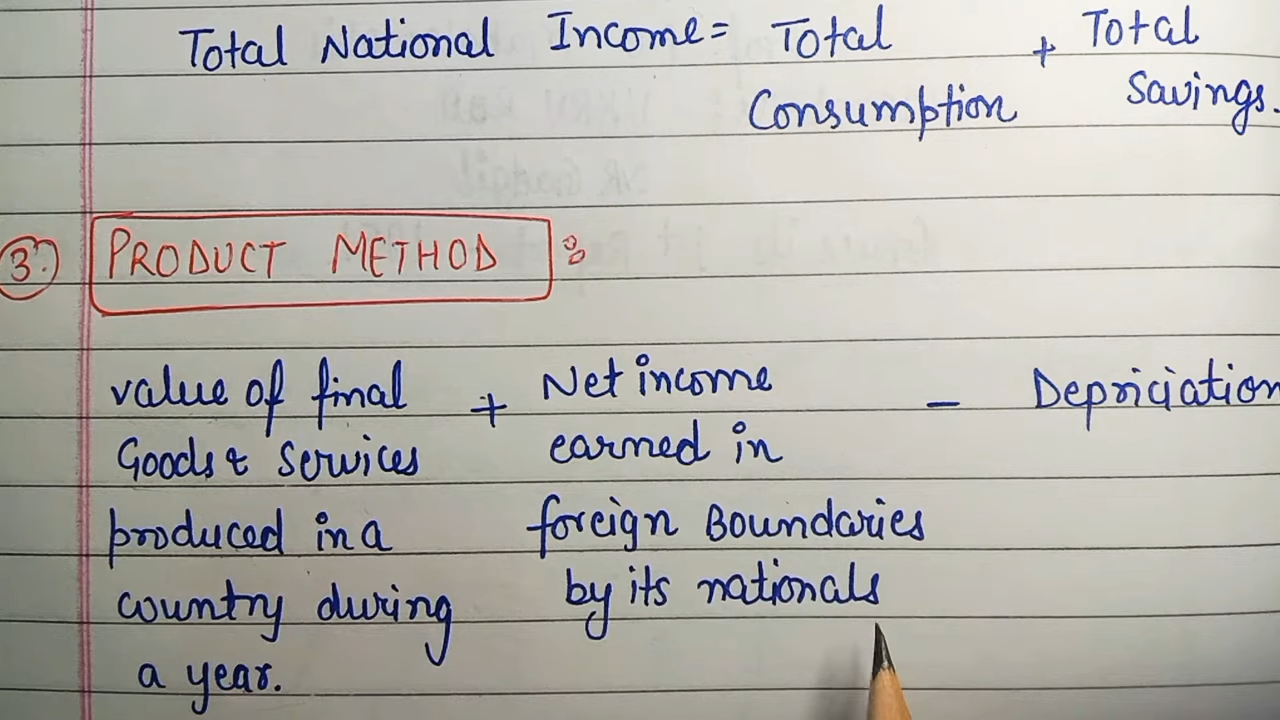 Total National Income = Total + Total
Consumption Savings.
3. PRODUCT METHOD :
value of final + Net income - Depriciation
Goods & Services earned in
produced in a foreign Boundaries
country during by its nationals
a year.